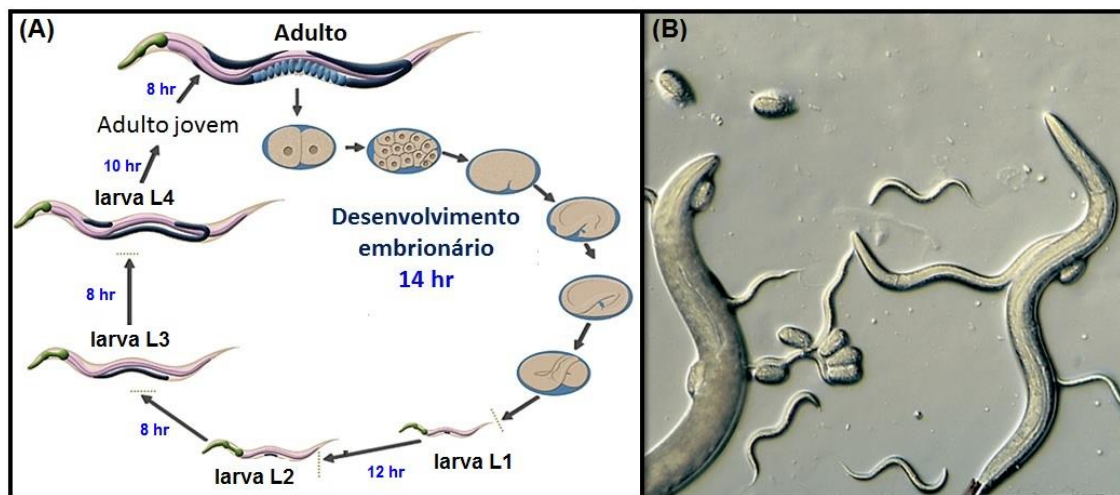 (A)
Adulto
8 hr
Adulto jovem
10 hr
larva L4
Desenvolvimento
embrionário
14 hr
8 hr
larva L3
8 hr
larva L2
12 hr
larva L1
(B)